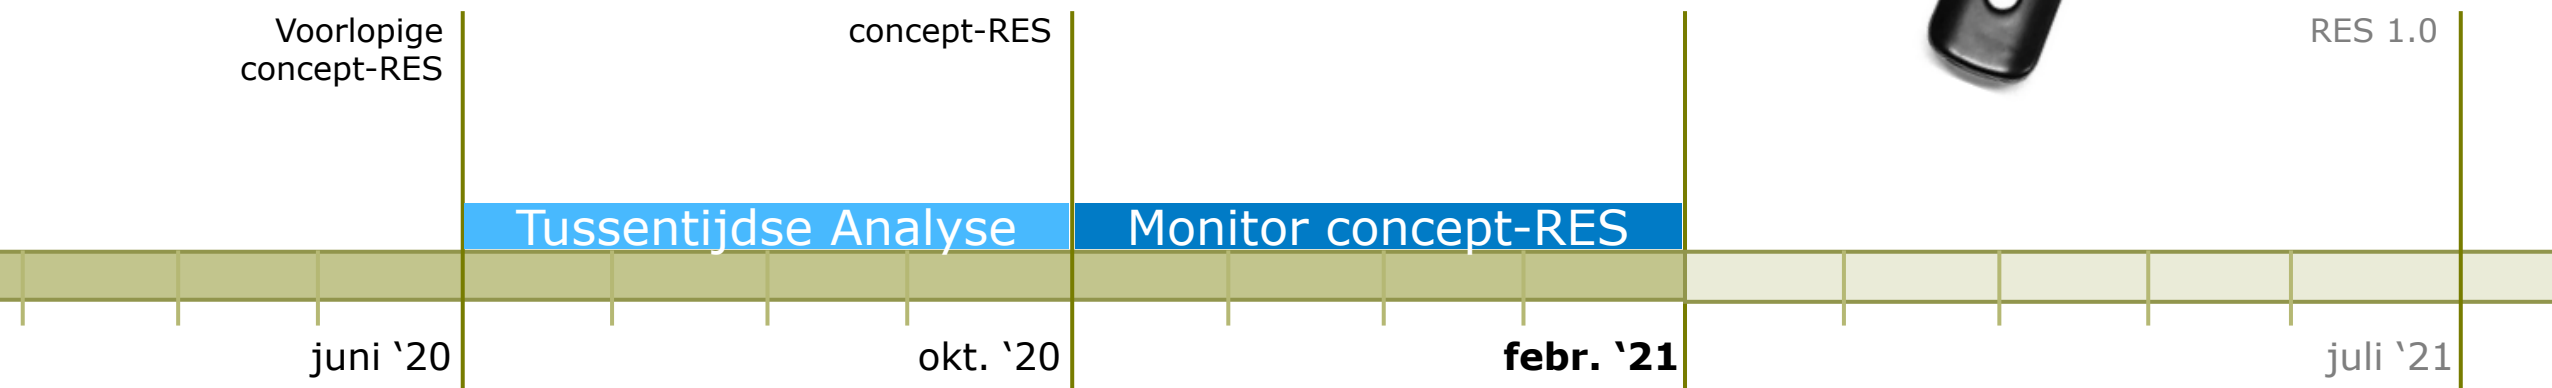 Voorlopige
concept-RES
concept-RES
RES 1.0
Tussentijdse Analyse
Monitor concept-RES
juni ‘20
okt. ‘20
febr. ‘21
juli ‘21